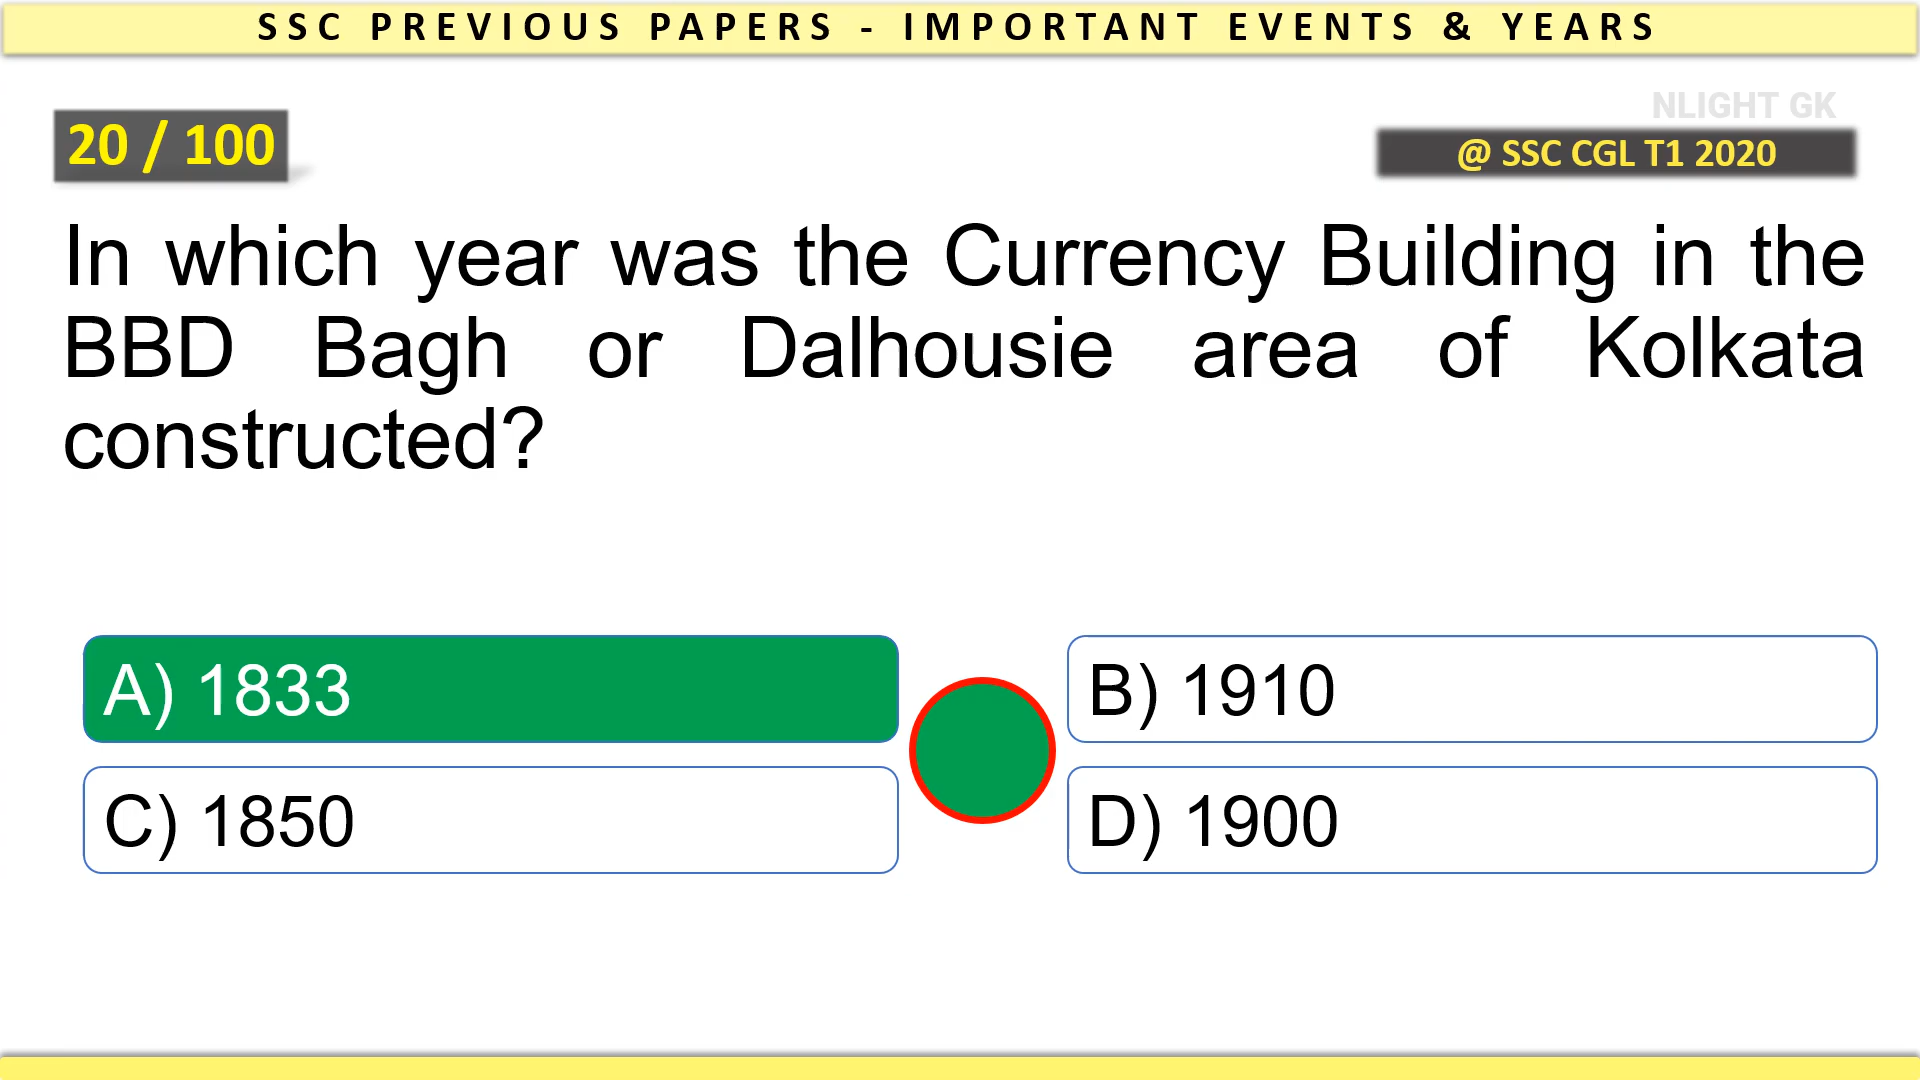 SSC PREVIOUS PAPERS - IMPORTANT EVENTS & YEARS
NLIGHT GK
20 / 100
@ SSC CGL T1 2020
In which year was the Currency Building in the
BBD Bagh or Dalhousie area of Kolkata
constructed?
A) 1833
B) 1910
C) 1850
D) 1900